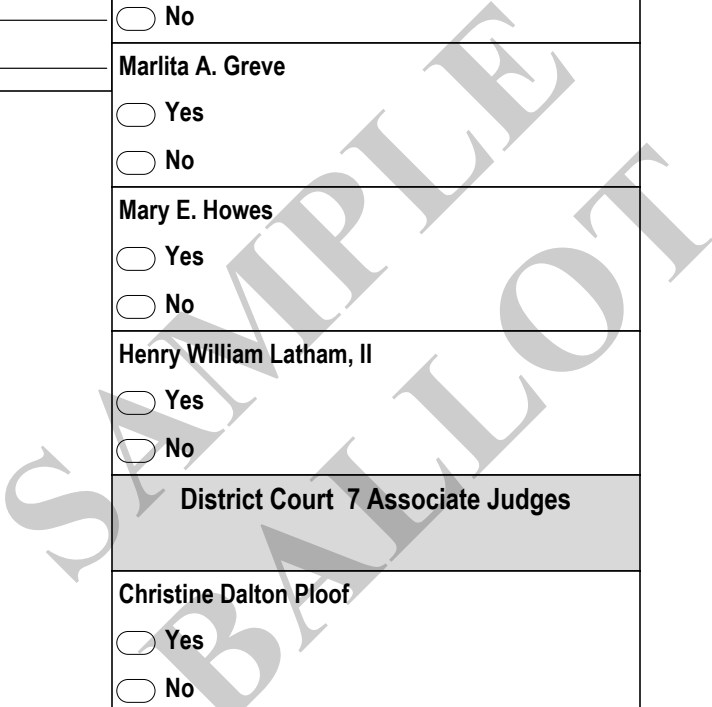 No
Marlita A. Greve
Yes
No
Mary E. Howes
Yes
No
Henry William Latham, II
Yes
No
District Court 7 Associate Judges
Christine Dalton Ploof
Yes
No
SAMPLE
BALLOT